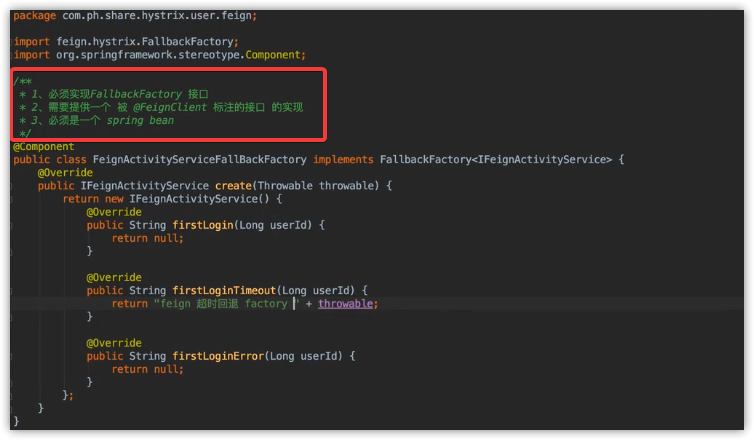 package com.ph.share.hystrix.user.feign;
import feign.hystrix.FallbackFactory;
import org.springframework.stereotype.Component;
/**
* 1、必须实现FallbackFactory 接口
* 2、需要提供一个 被 @FeignClient 标注的接口 的实现
* 3、必须是一个 spring bean
*/
@Component
public class FeignActivityServiceFallBackFactory implements FallbackFactory<IFeignActivityService> {
@Override
public IFeignActivityService create(Throwable throwable) {
return new IFeignActivityService() {
@Override
public String firstLogin(Long userId) {
return null;
}
@Override
public String firstLoginTimeout(Long userId) {
return "feign 超时回退 factory " + throwable;
}
@Override
public String firstLoginError(Long userId) {
return null;
}
};
}
}